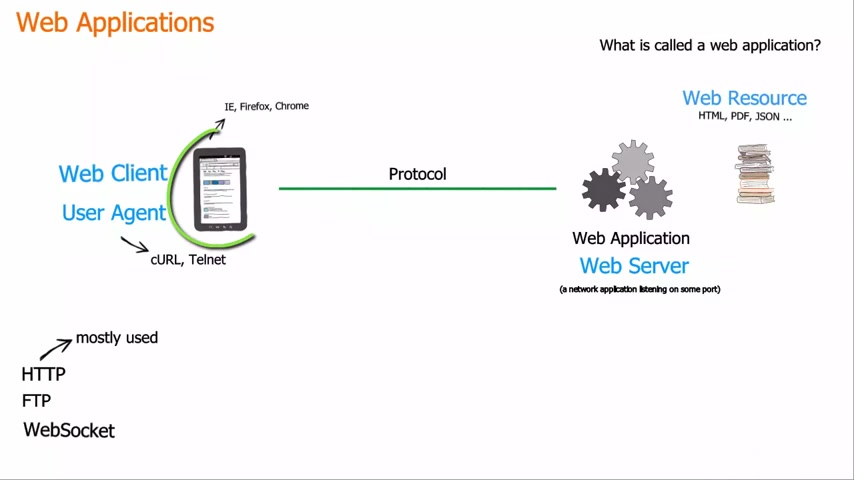 Web Applications
What is called a web application?
Web Resource
HTML, PDF, JSON ...
IE, Firefox, Chrome
Web Client
User Agent
cURL, Telnet
Protocol
Web Application
Web Server
(a network application listening on some port)
mostly used
HTTP
FTP
WebSocket